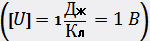 ([U] = 1 Дж/Кл = 1 В)